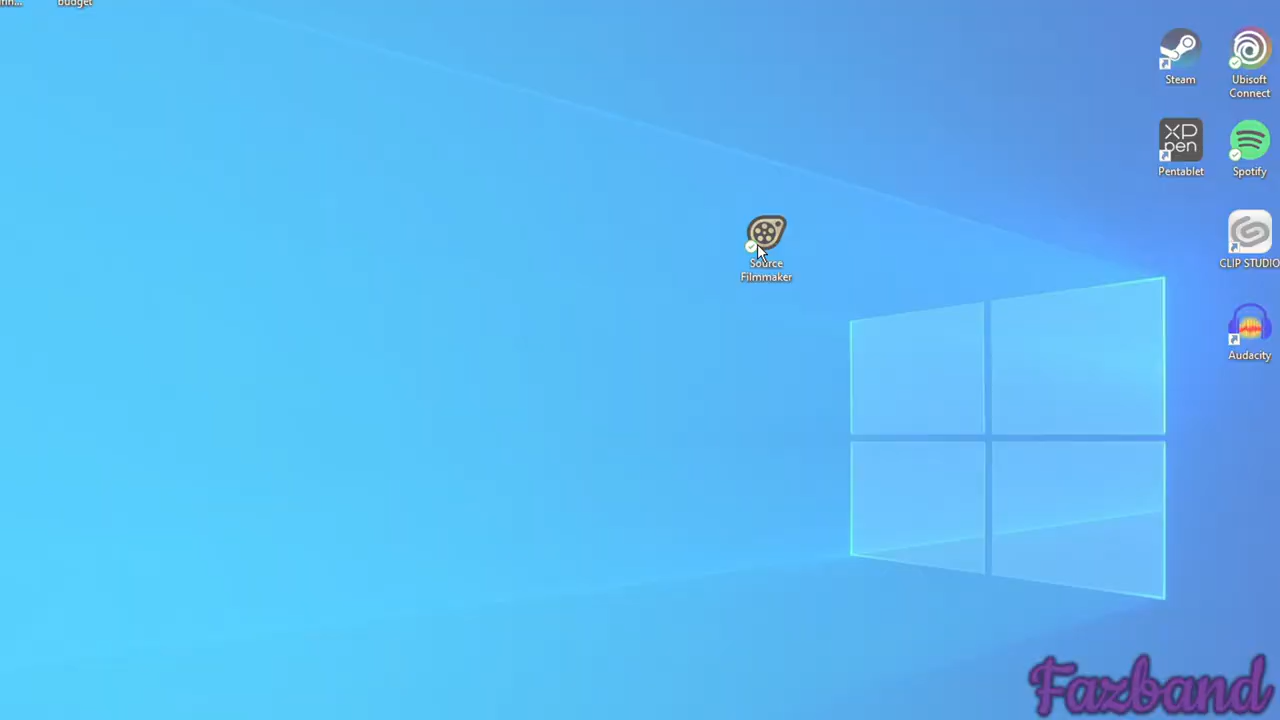 budget
Steam
Ubisoft
Connect
XP
pen
Pentablet
Spotify
Source
Filmmaker
CLIP STUDIO
Audacity
Fazband